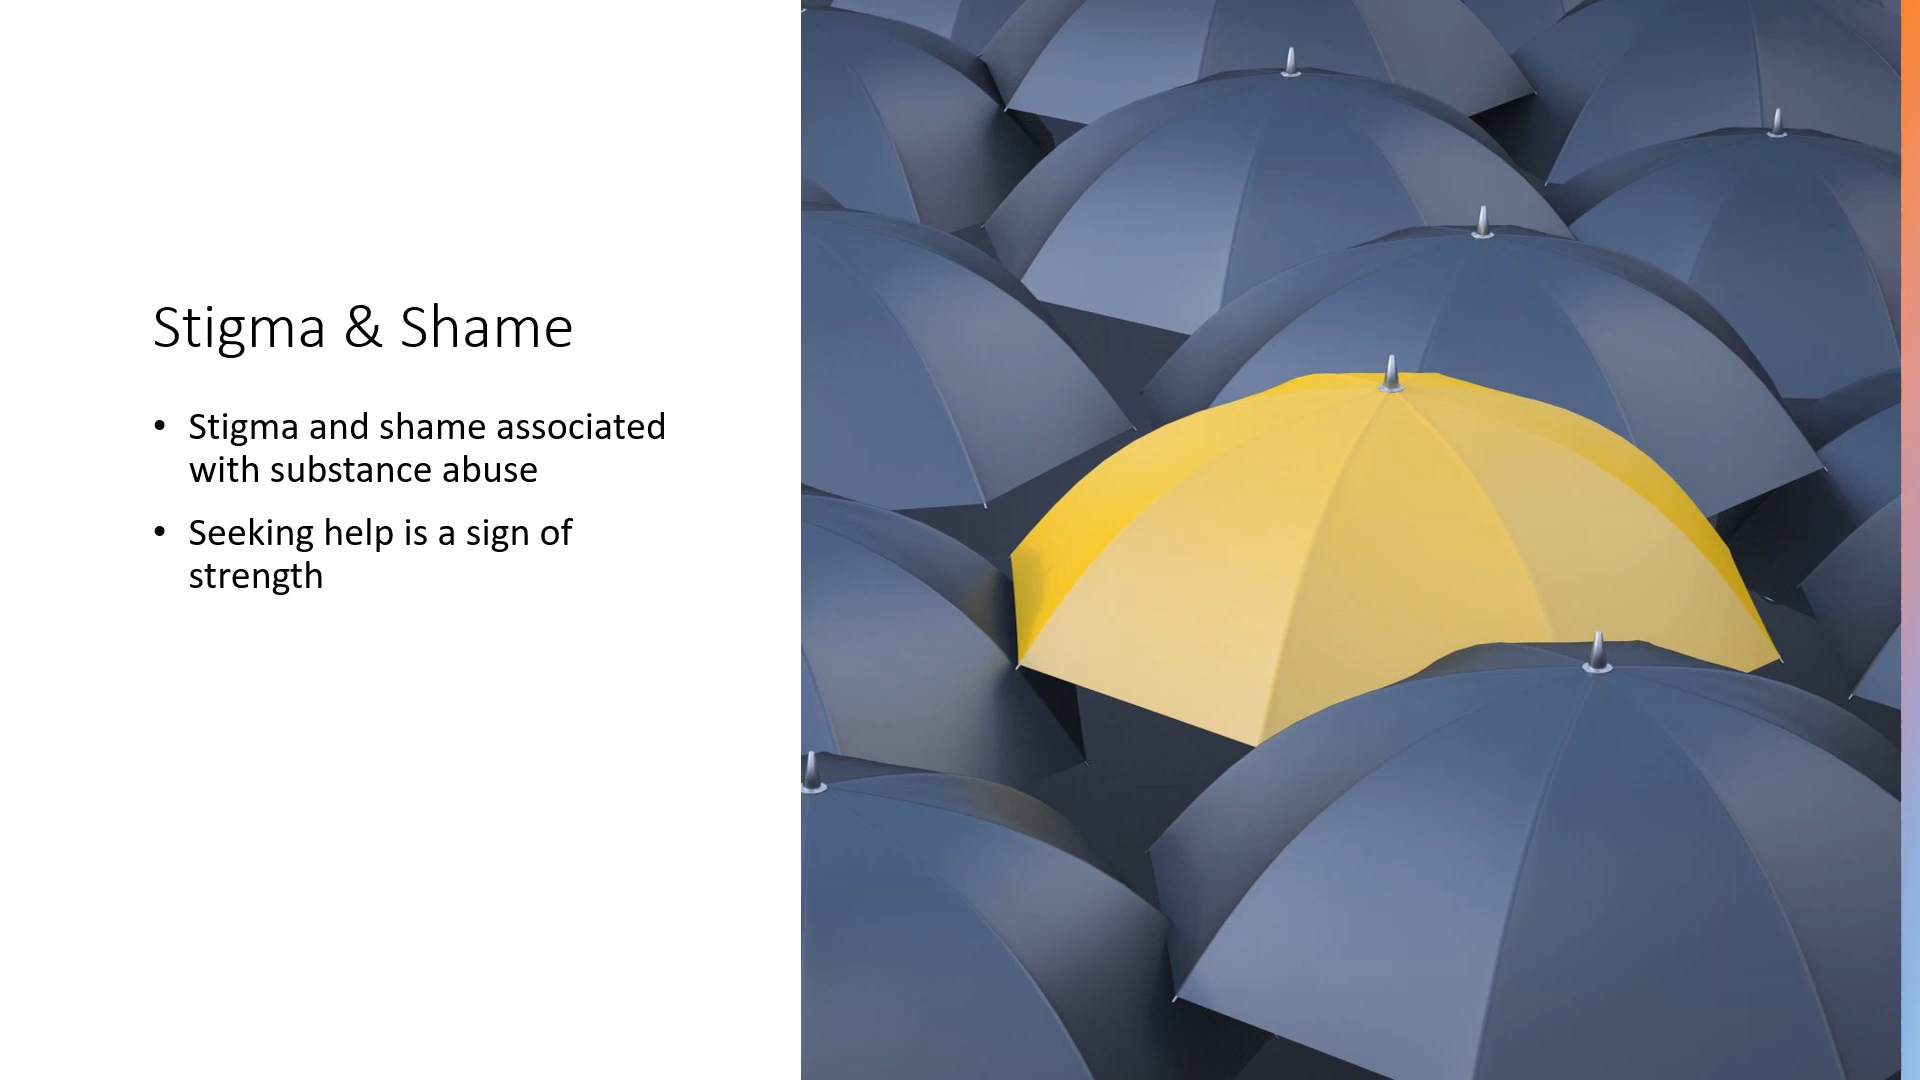 Stigma & Shame
• Stigma and shame associated
with substance abuse
• Seeking help is a sign of
strength